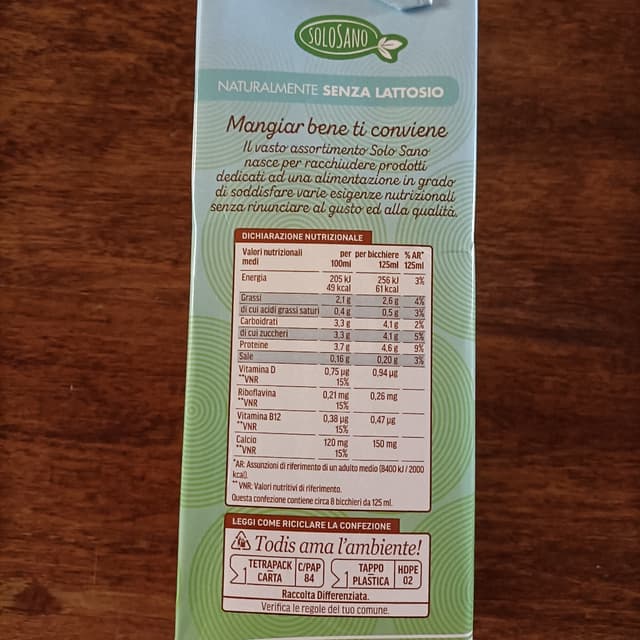 SOLOSANO
NATURALMENTE SENZA LATTOSIO
Mangiar bene ti conviene
Il vasto assortimento Solo Sano
nasce per racchiudere prodotti
dedicati ad una alimentazione in grado
di soddisfare varie esigenze nutrizionali
senza rinunciare al gusto ed alla qualità.
DICHIARAZIONE NUTRIZIONALE
Valori nutrizionali per per bicchiere % AR*
medi 100ml 125ml 125ml
Energia 205 kJ 256 kJ 3%
49 kcal 61 kcal
Grassi 2,1 g 2,6 g 4%
di cui acidi grassi saturi 0,4 g 0,5 g 3%
Carboidrati 3,3 g 4,1 g 2%
di cui zuccheri 3,3 g 4,1 g 5%
Proteine 3,7 g 4,6 g 9%
Sale 0,16 g 0,20 g 3%
Vitamina D 0,75 µg 0,94 µg
**VNR 15%
Riboflavina 0,21 mg 0,26 mg
**VNR 15%
Vitamina B12 0,38 µg 0,47 µg
**VNR 15%
Calcio 120 mg 150 mg
**VNR 15%
*AR: Assunzioni di riferimento di un adulto medio (8400 kJ / 2000
kcal).
** VNR: Valori nutritivi di riferimento.
Questa confezione contiene circa 8 bicchieri da 125 ml.
LEGGI COME RICICLARE LA CONFEZIONE
Todis ama l'ambiente!
TETRAPACK C/PAP TAPPO HDPE
CARTA 84 PLASTICA 02
Raccolta Differenziata.
Verifica le regole del tuo comune.